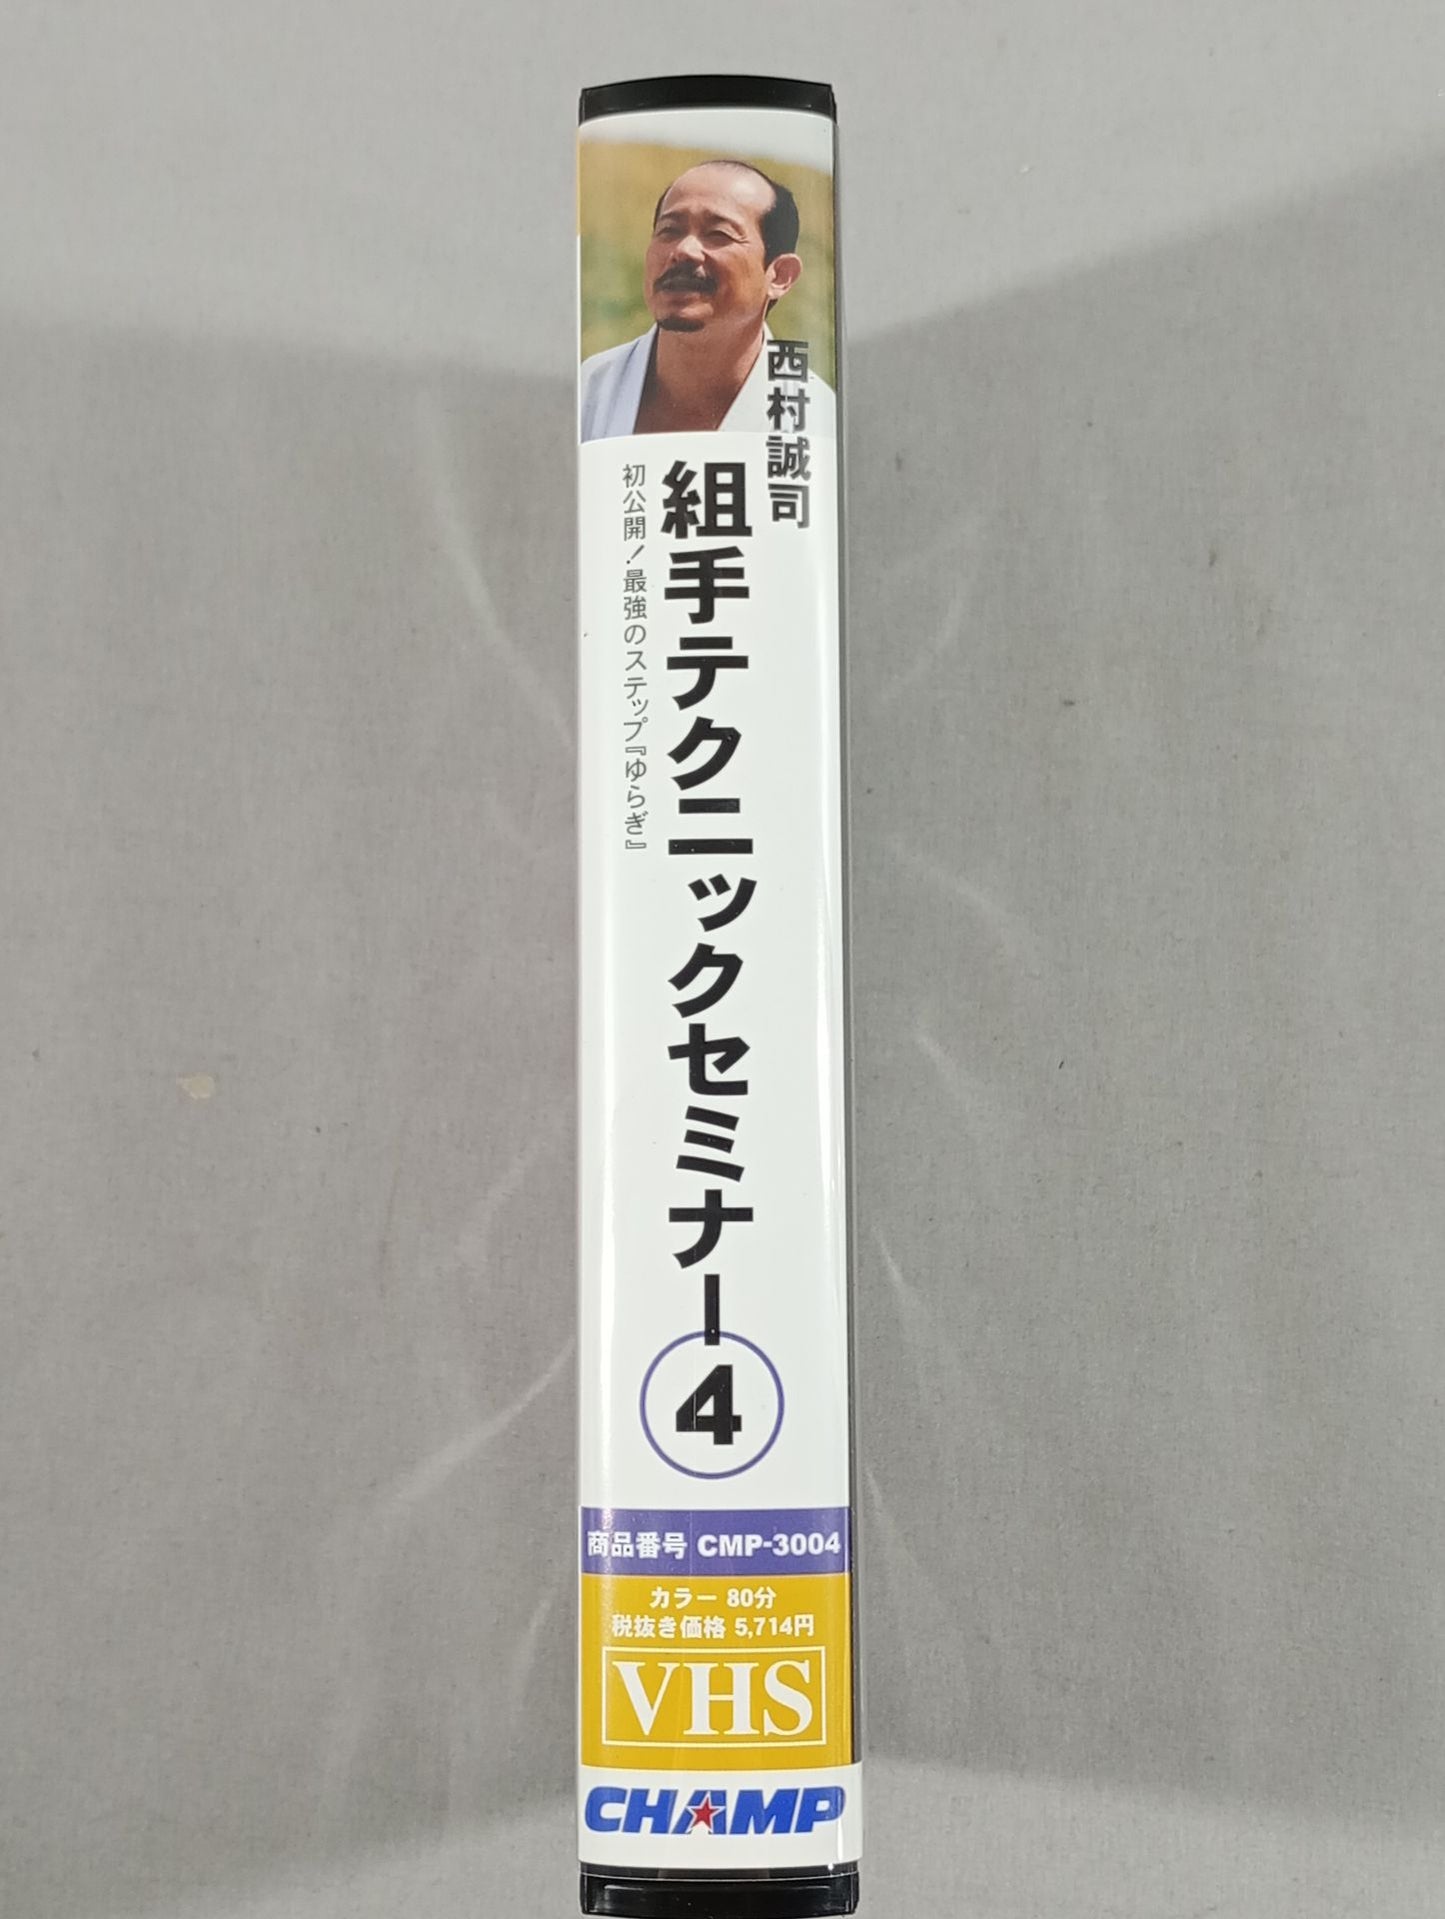 西村誠司
組手テクニックセミナー4
初公開！最強のステップ『ゆらぎ』
商品番号 CMP-3004
カラー 80分
税抜き価格 5,714円
VHS
CHAMP